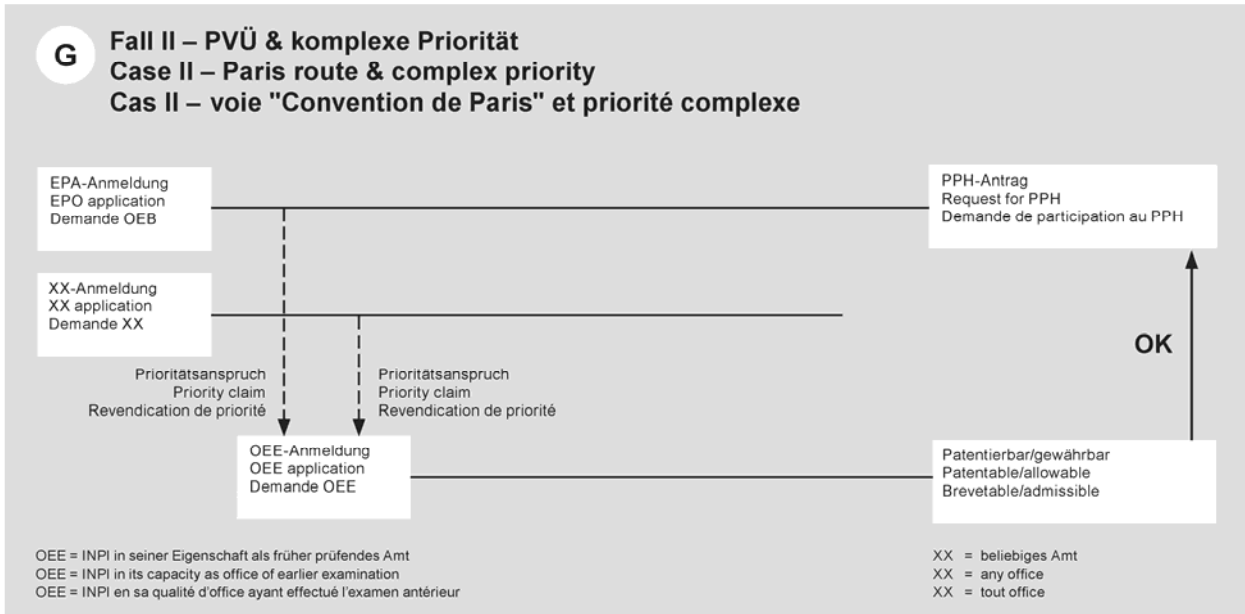 G
Fall II – PVÜ & komplexe Priorität
Case II – Paris route & complex priority
Cas II – voie "Convention de Paris" et priorité complexe
EPA-Anmeldung
EPO application
Demande OEB
PPH-Antrag
Request for PPH
Demande de participation au PPH
XX-Anmeldung
XX application
Demande XX
OK
Prioritätsanspruch
Priority claim
Revendication de priorité
Prioritätsanspruch
Priority claim
Revendication de priorité
OEE-Anmeldung
OEE application
Demande OEE
Patentierbar/gewährbar
Patentable/allowable
Brevetable/admissible
OEE = INPI in seiner Eigenschaft als früher prüfendes Amt
OEE = INPI in its capacity as office of earlier examination
OEE = INPI en sa qualité d'office ayant effectué l'examen antérieur
XX = beliebiges Amt
XX = any office
XX = tout office